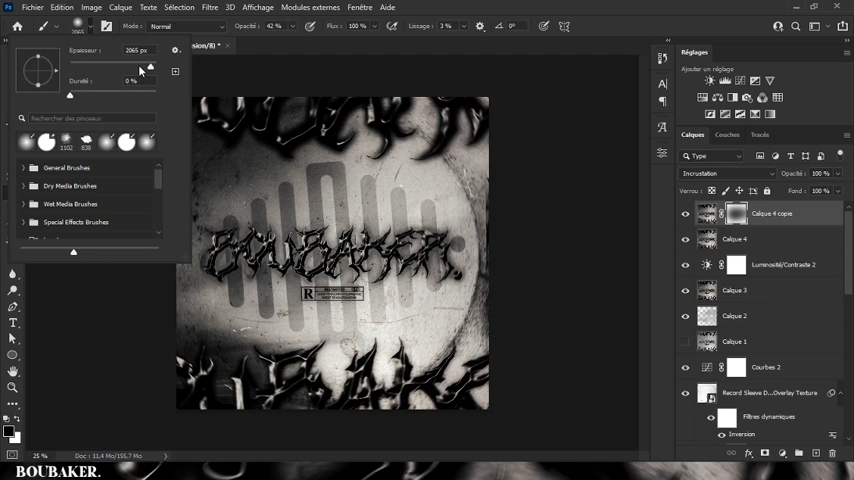 Fichier Edition Image Calque Texte Sélection Filtre 3D Affichage Modules externes Fenêtre Aide
2065 Mode : Normal Opacité : 42 % Flux : 100 % Lissage : 3 % 0°
/8) *
Epaisseur : 2065 px
Dureté : 0 %
Rechercher des pinceaux
1102 838
General Brushes
Dry Media Brushes
Wet Media Brushes
Special Effects Brushes
BOUBAKER.
R
Réglages
Ajouter un réglage
Calques Couches Tracés
Type
Incrustation Opacité : 100 %
Verrou : Fond : 100 %
Calque 4 copie
Calque 4
Luminosité/Contraste 2
Calque 3
Calque 2
Calque 1
Courbes 2
Record Sleeve D...Overlay Texture
Filtres dynamiques
Inversion
25 % Doc : 11,4 Mo/155,7 Mo
BOUBAKER.